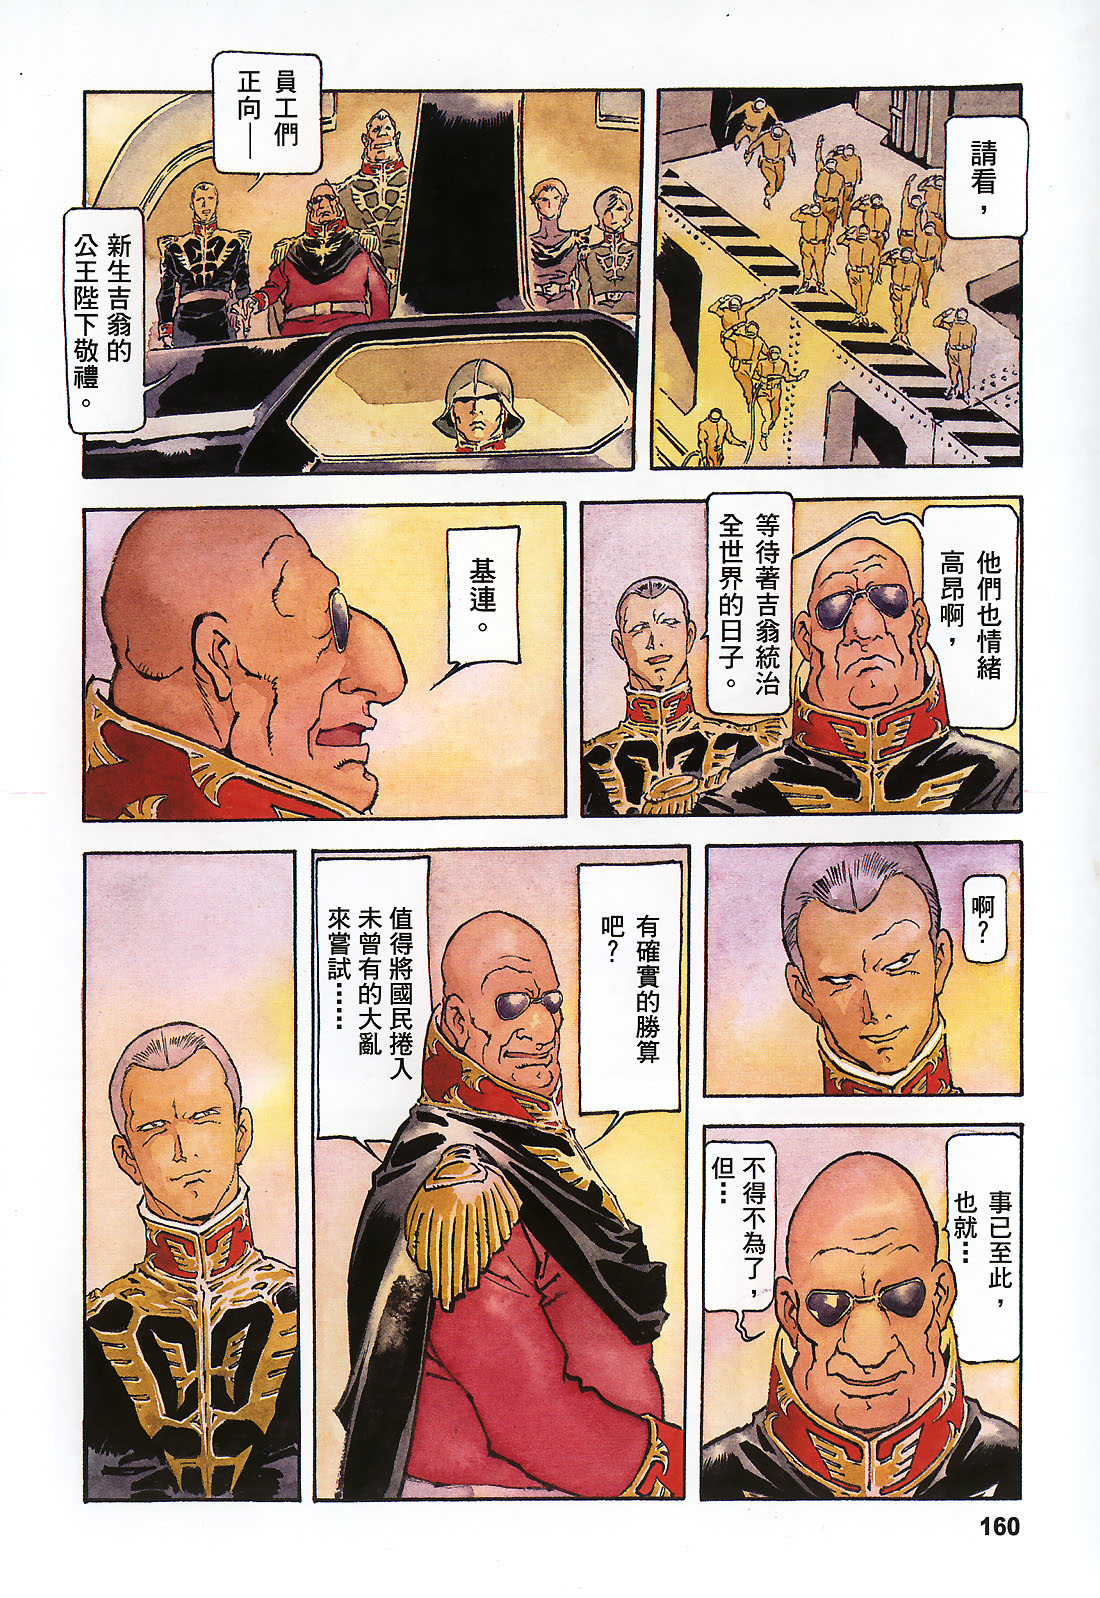 請看，
員工們
正向──
新生吉翁的
公王陛下敬禮。
他們也情緒
高昂啊，
等待著吉翁統治
全世界的日子。
基連。
啊？
事已至此，
也就…
不得不為了，
但…
有確實的勝算
吧？
值得將國民捲入
未曾有的大亂
來嘗試……
160